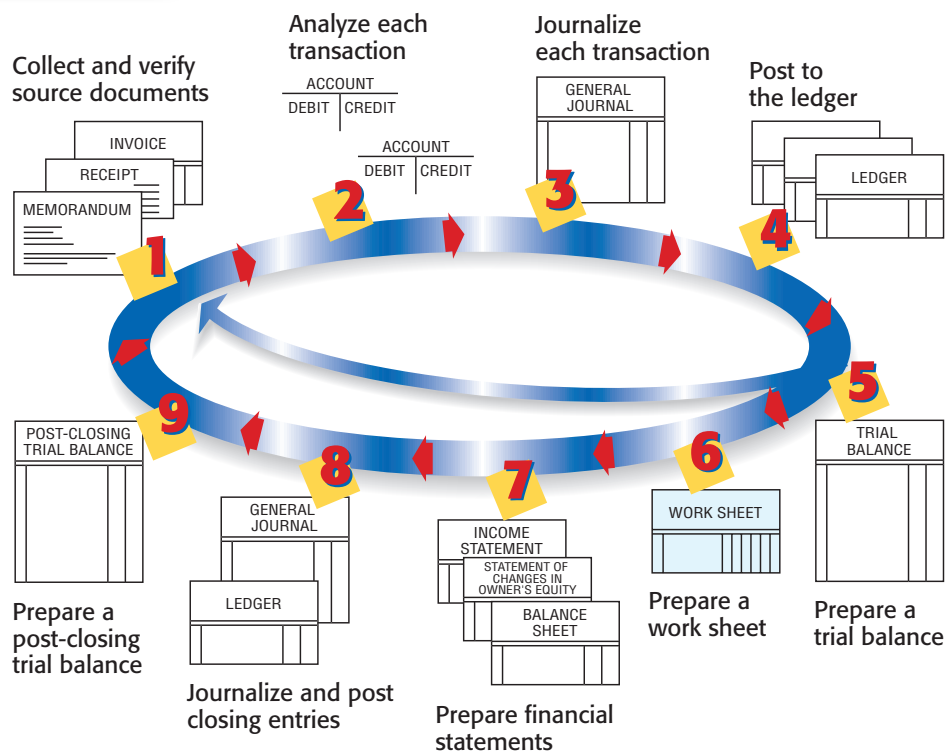 Collect and verify
source documents
INVOICE
RECEIPT
MEMORANDUM
1
Analyze each
transaction
ACCOUNT
DEBIT CREDIT
ACCOUNT
DEBIT CREDIT
2
Journalize
each transaction
GENERAL
JOURNAL
3
Post to
the ledger
LEDGER
4
5
TRIAL
BALANCE
Prepare a
trial balance
6
WORK SHEET
Prepare a
work sheet
7
INCOME
STATEMENT
STATEMENT OF
CHANGES IN
OWNER'S EQUITY
BALANCE
SHEET
Prepare financial
statements
8
GENERAL
JOURNAL
LEDGER
Journalize and post
closing entries
9
POST-CLOSING
TRIAL BALANCE
Prepare a
post-closing
trial balance